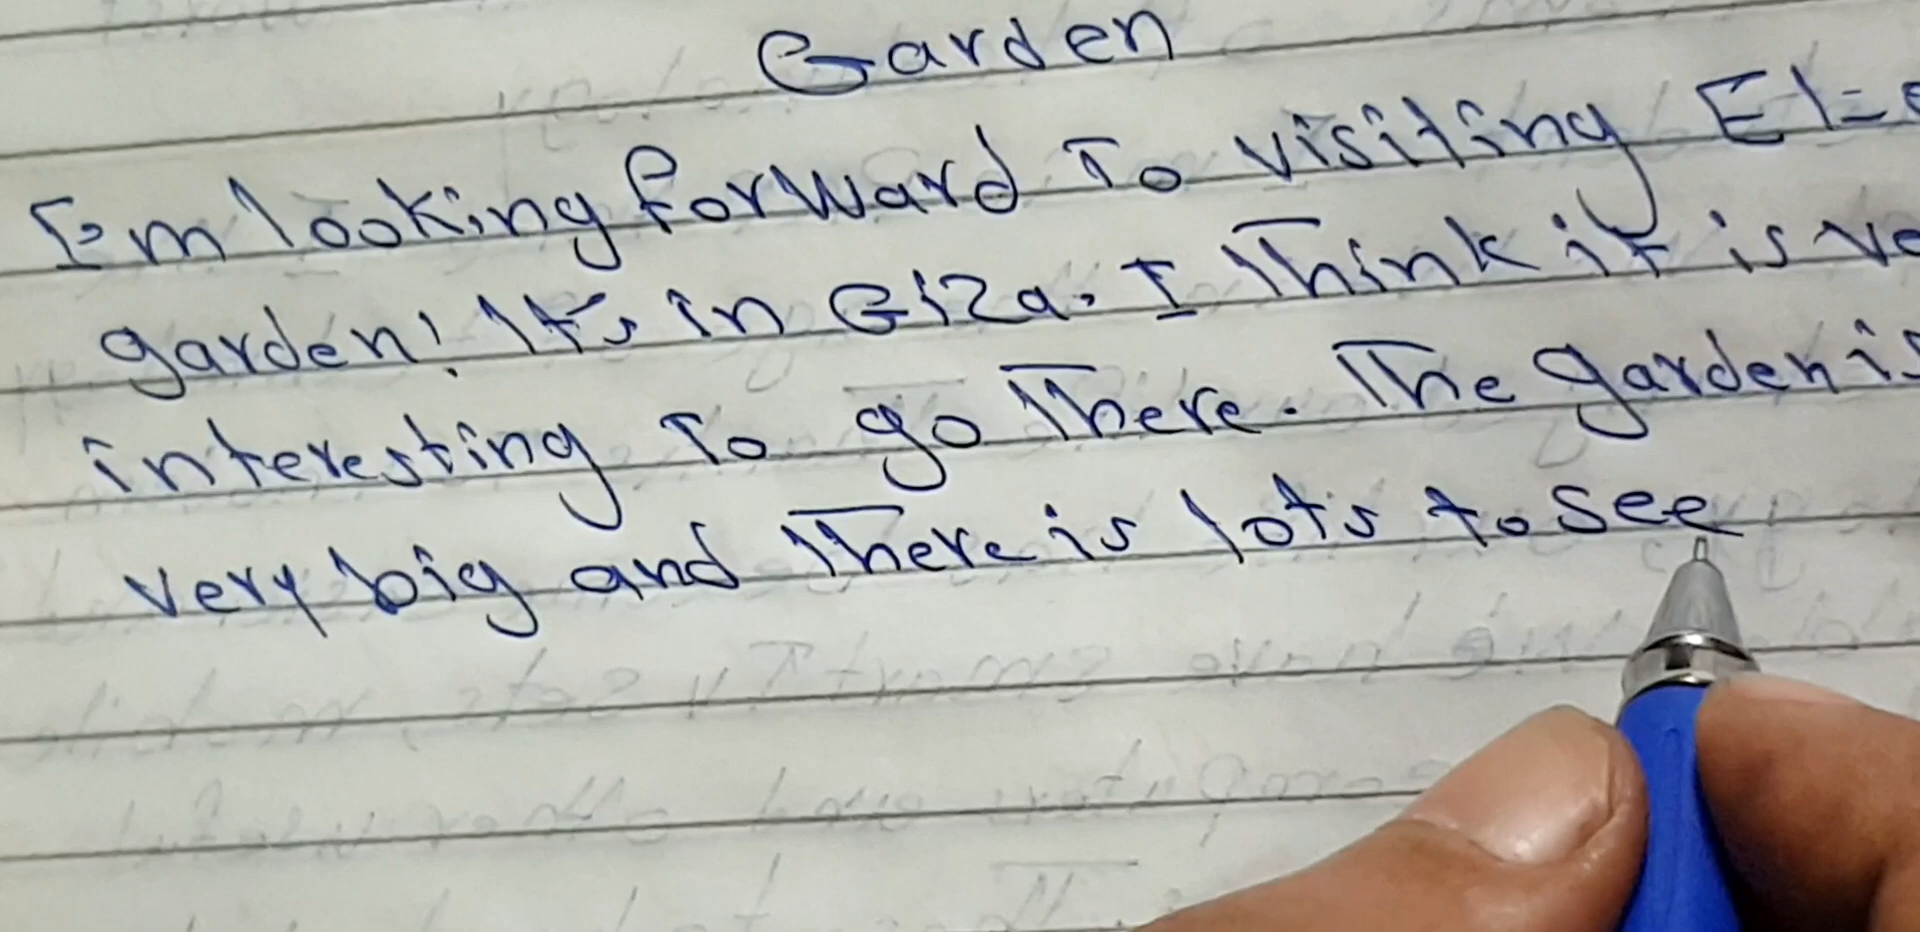 Garden
I'm looking forward To visiting El-
garden! It's in Giza. I Think it is ve
interesting To go There. The garden is
very big and There is lots to see